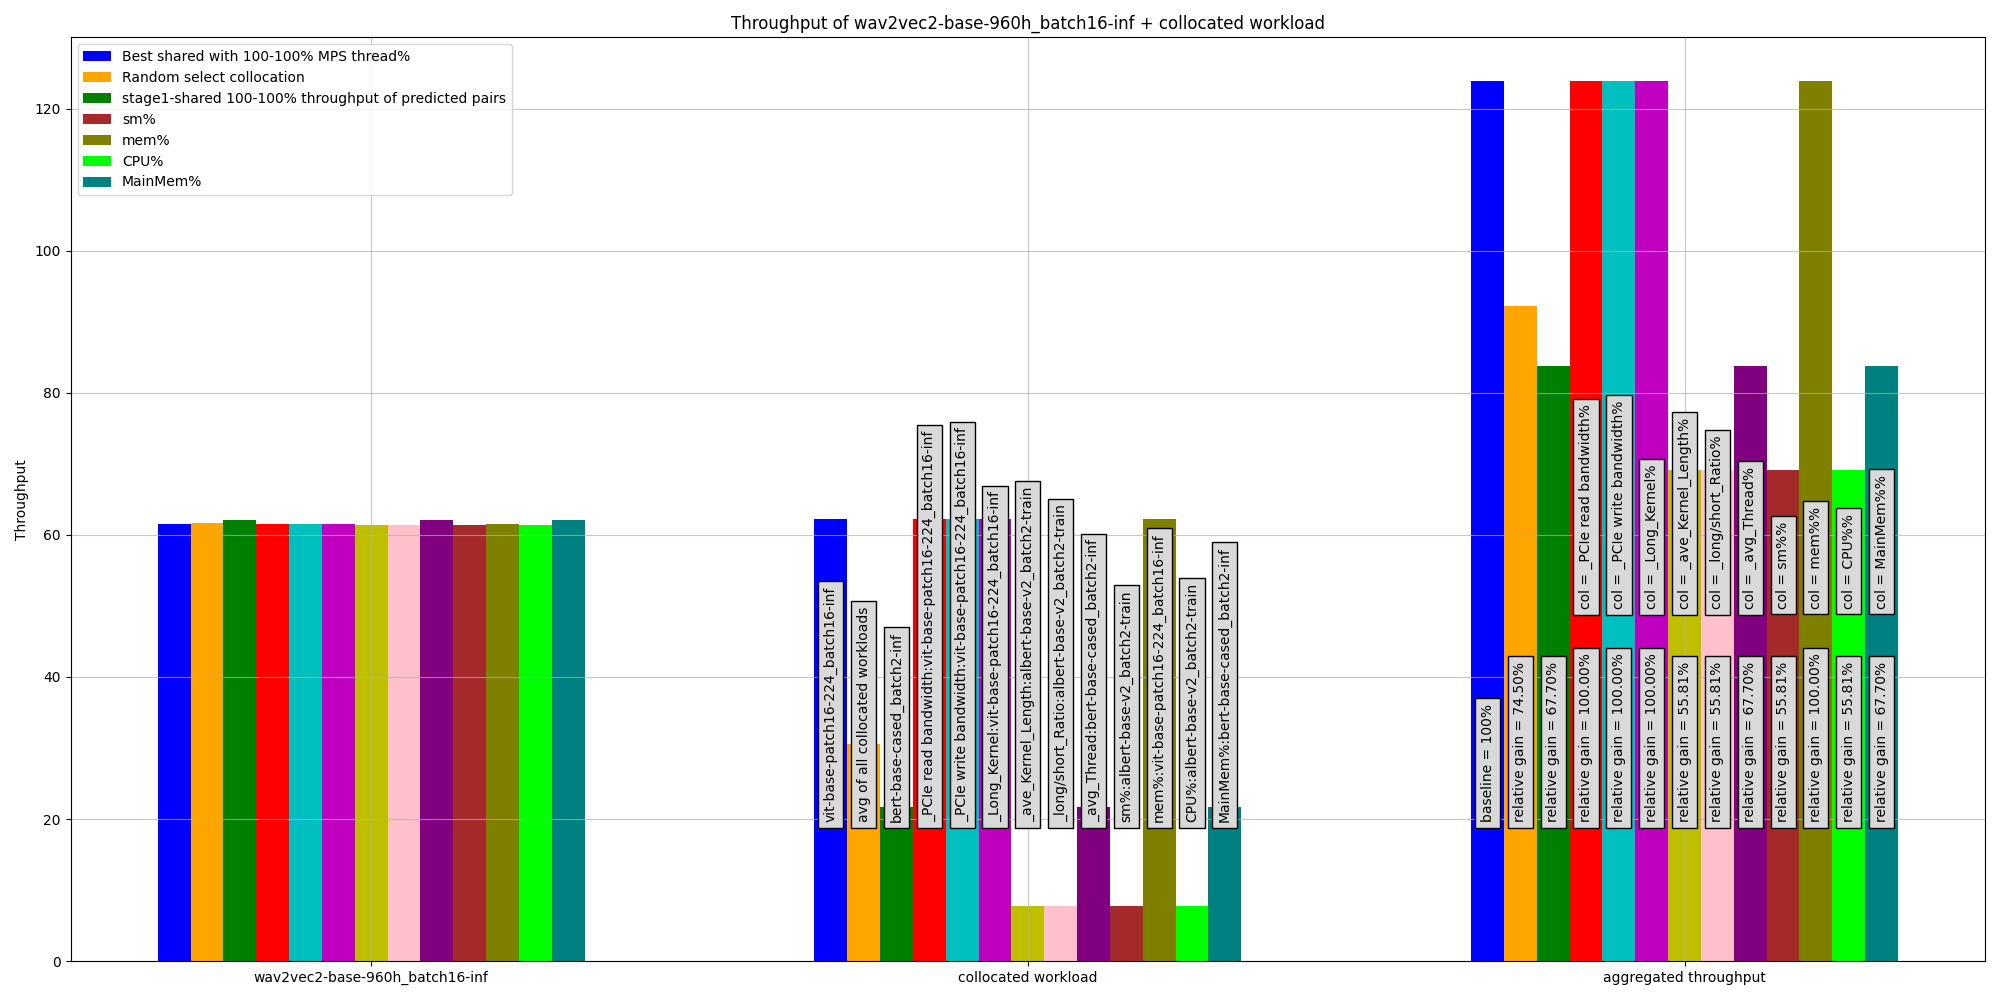 Throughput of wav2vec2-base-960h_batch16-inf + collocated workload
Best shared with 100-100% MPS thread%
Random select collocation
stage1-shared 100-100% throughput of predicted pairs
sm%
mem%
CPU%
MainMem%
Throughput
120
100
80
60
40
20
0
vit-base-patch16-224_batch16-inf
avg of all collocated workloads
bert-base-cased_batch2-inf
_PCIe read bandwidth:vit-base-patch16-224_batch16-inf
_PCIe write bandwidth:vit-base-patch16-224_batch16-inf
_Long_Kernel:vit-base-patch16-224_batch16-inf
_ave_Kernel_Length:albert-base-v2_batch2-train
_long/short_Ratio:albert-base-v2_batch2-train
_avg_Thread:bert-base-cased_batch2-inf
sm%:albert-base-v2_batch2-train
mem%:vit-base-patch16-224_batch16-inf
CPU%:albert-base-v2_batch2-train
MainMem%:bert-base-cased_batch2-inf
col = _PCIe read bandwidth%
col = _PCIe write bandwidth%
col = _Long_Kernel%
col = _ave_Kernel_Length%
col = _long/short_Ratio%
col = _avg_Thread%
col = sm%%
col = mem%%
col = CPU%%
col = MainMem%%
baseline = 100%
relative gain = 74.50%
relative gain = 67.70%
relative gain = 100.00%
relative gain = 100.00%
relative gain = 100.00%
relative gain = 55.81%
relative gain = 55.81%
relative gain = 67.70%
relative gain = 55.81%
relative gain = 100.00%
relative gain = 55.81%
relative gain = 67.70%
wav2vec2-base-960h_batch16-inf
collocated workload
aggregated throughput